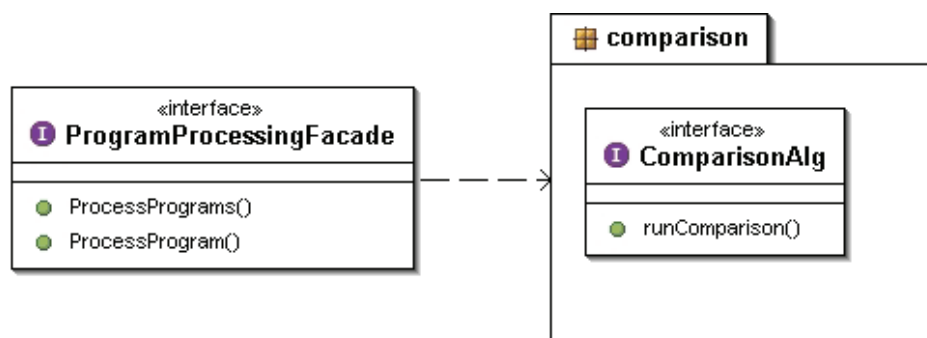 comparison
«interface»
I ProgramProcessingFacade
ProcessPrograms()
ProcessProgram()
«interface»
I ComparisonAlg
runComparison()